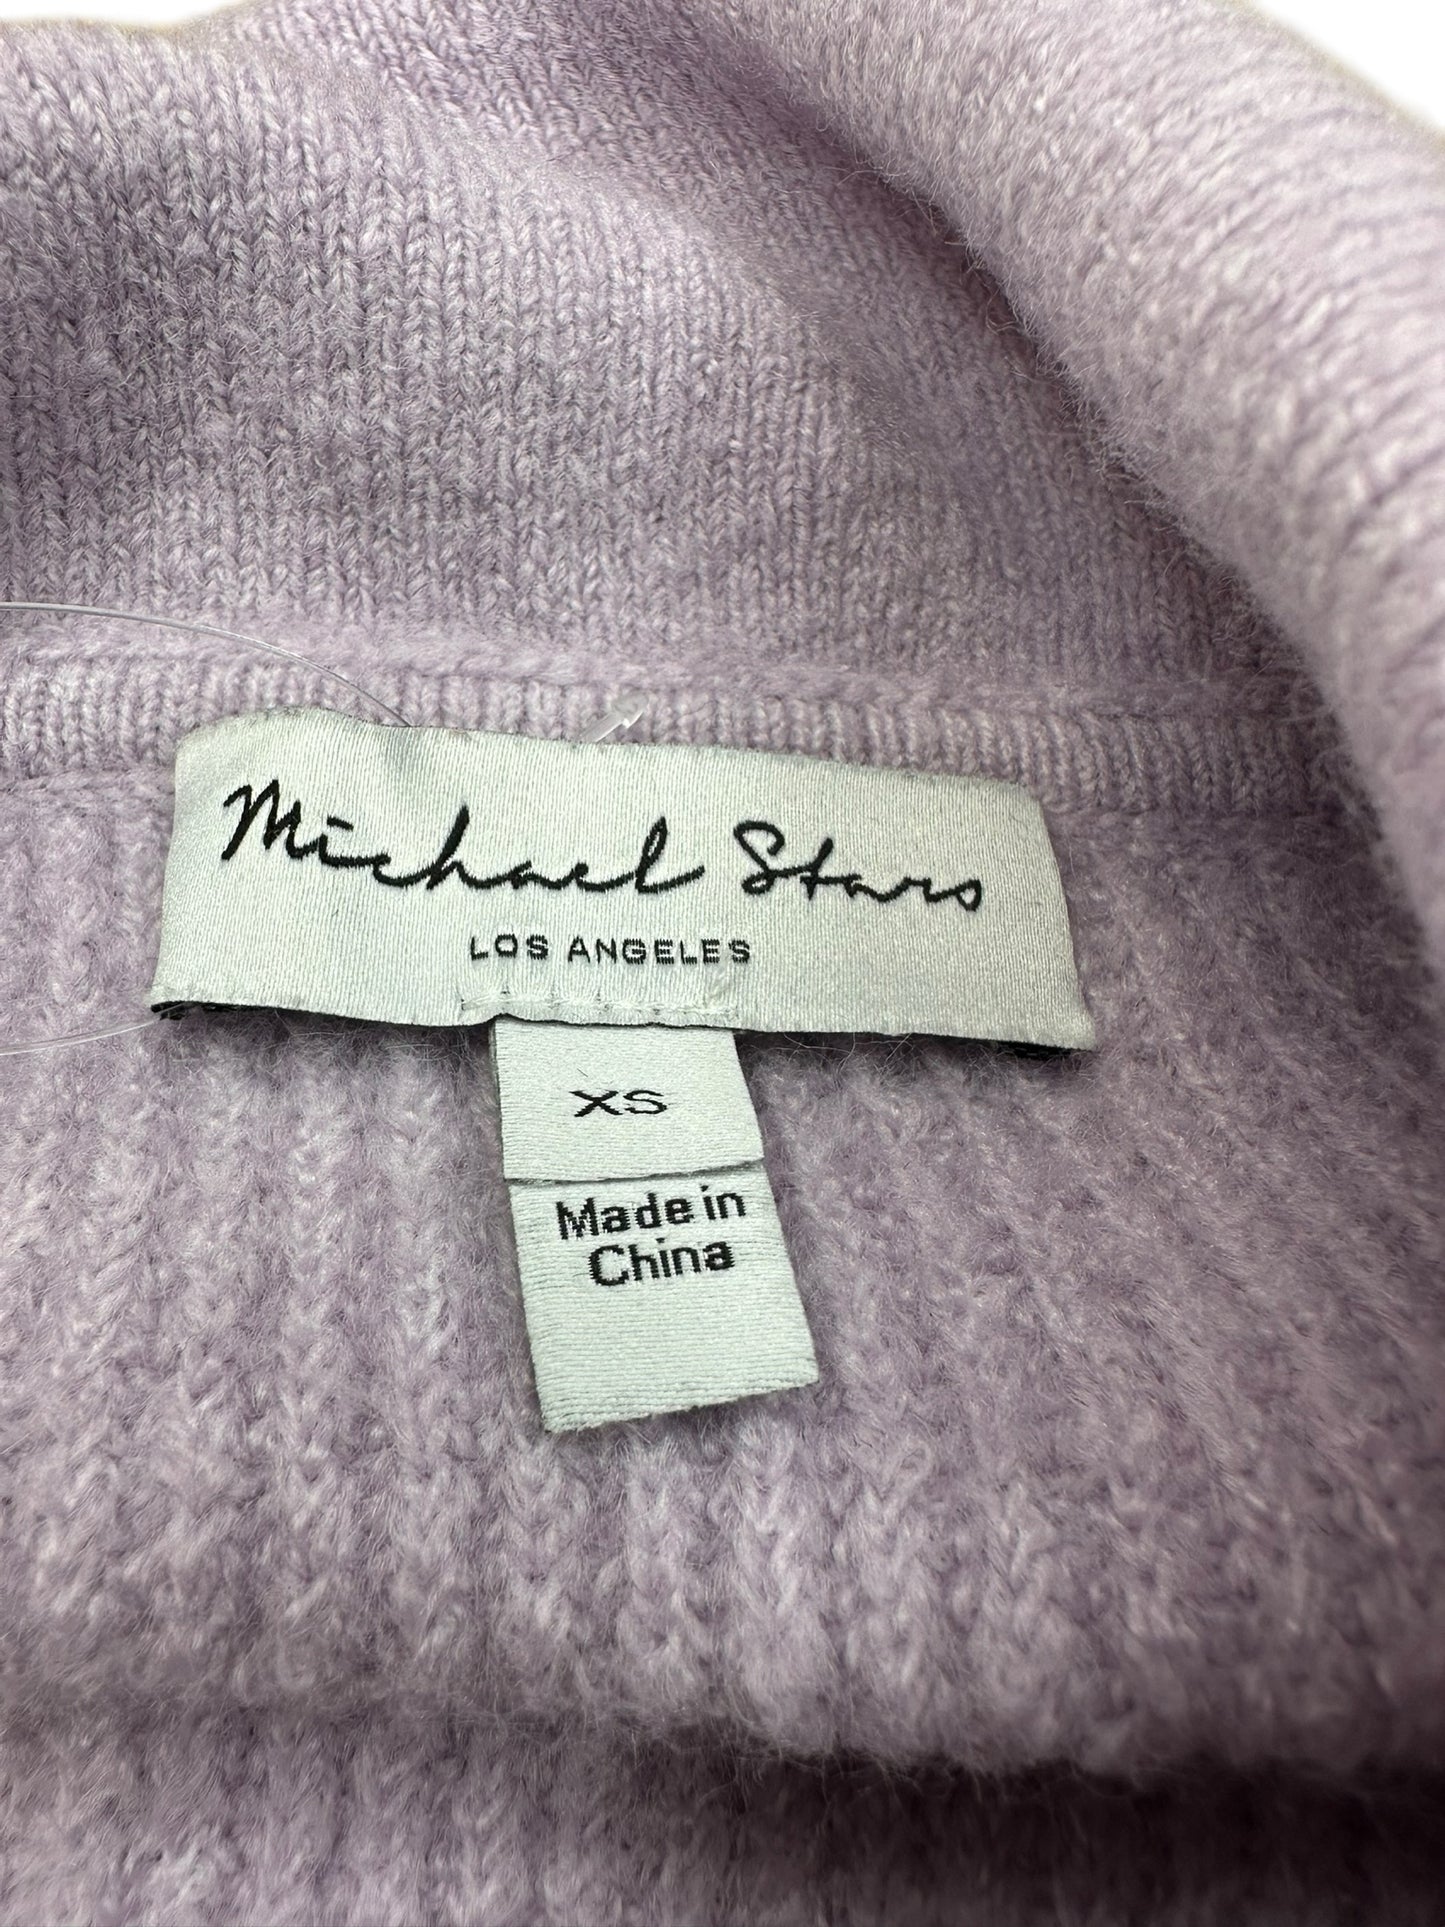 Michael Stars
LOS ANGELES
XS
Made in
China